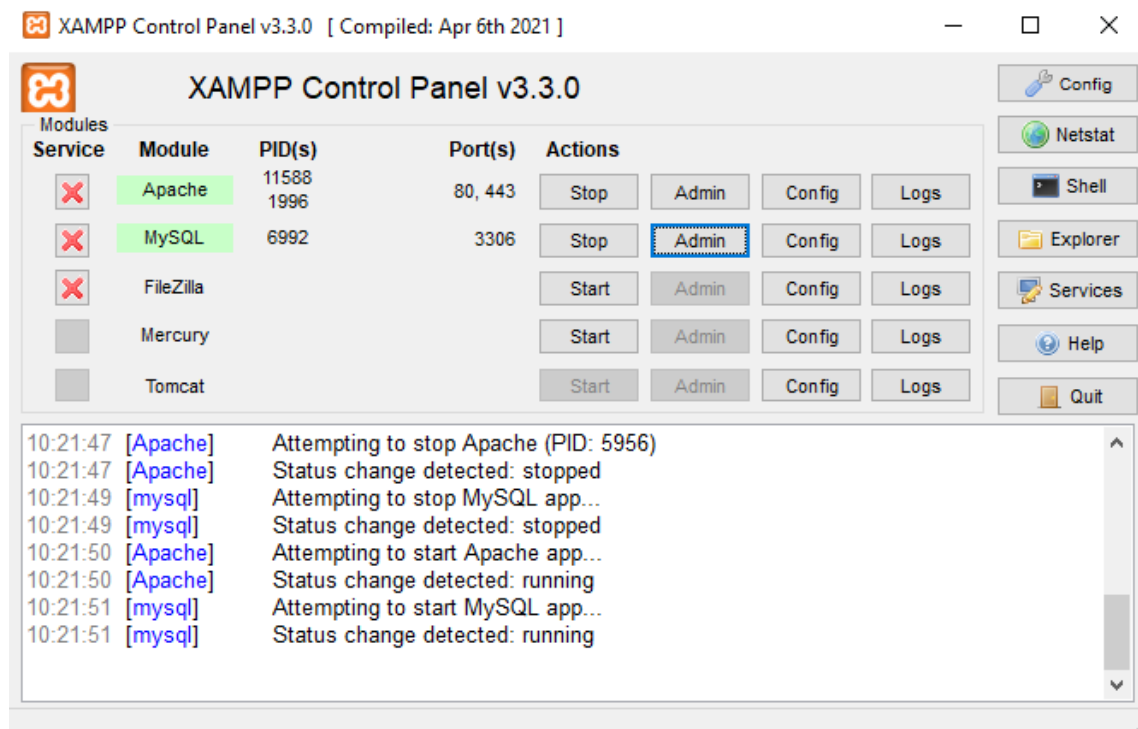 XAMPP Control Panel v3.3.0 [ Compiled: Apr 6th 2021 ]
XAMPP Control Panel v3.3.0
Config
Modules
Service Module PID(s) Port(s) Actions
Netstat
Apache 11588 1996 80, 443 Stop Admin Config Logs
Shell
MySQL 6992 3306 Stop Admin Config Logs
Explorer
FileZilla Start Admin Config Logs
Services
Mercury Start Admin Config Logs
Help
Tomcat Start Admin Config Logs
Quit
10:21:47 [Apache] Attempting to stop Apache (PID: 5956)
10:21:47 [Apache] Status change detected: stopped
10:21:49 [mysql] Attempting to stop MySQL app...
10:21:49 [mysql] Status change detected: stopped
10:21:50 [Apache] Attempting to start Apache app...
10:21:50 [Apache] Status change detected: running
10:21:51 [mysql] Attempting to start MySQL app...
10:21:51 [mysql] Status change detected: running